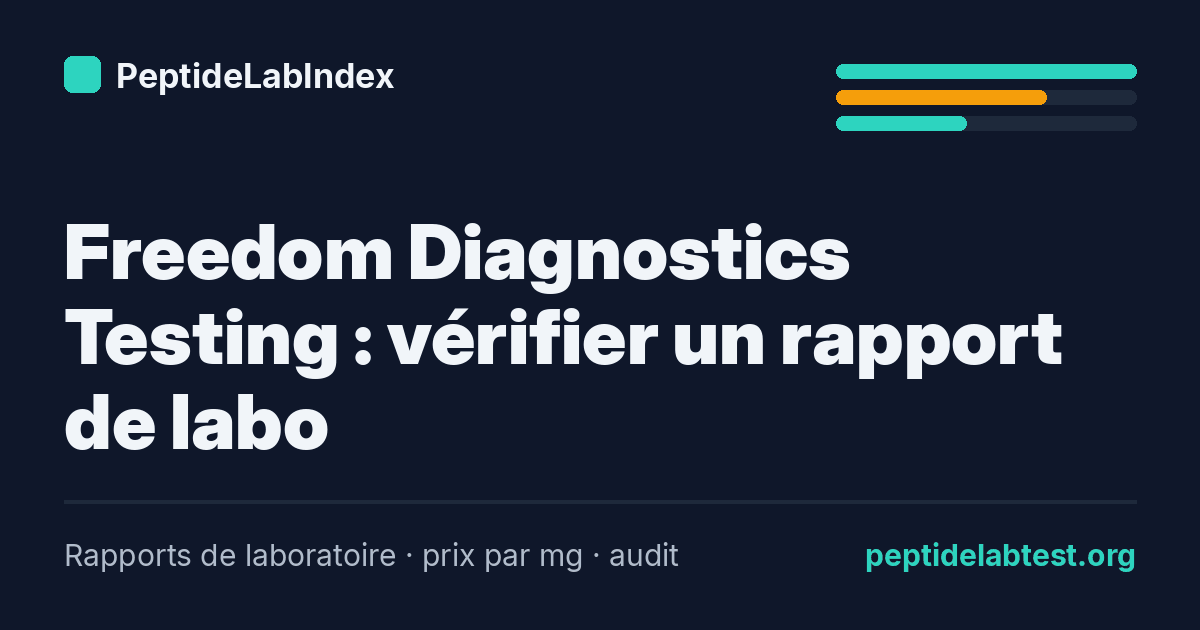 PeptideLabIndex
Freedom Diagnostics
Testing : vérifier un rapport
de labo
Rapports de laboratoire · prix par mg · audit
peptidelabtest.org